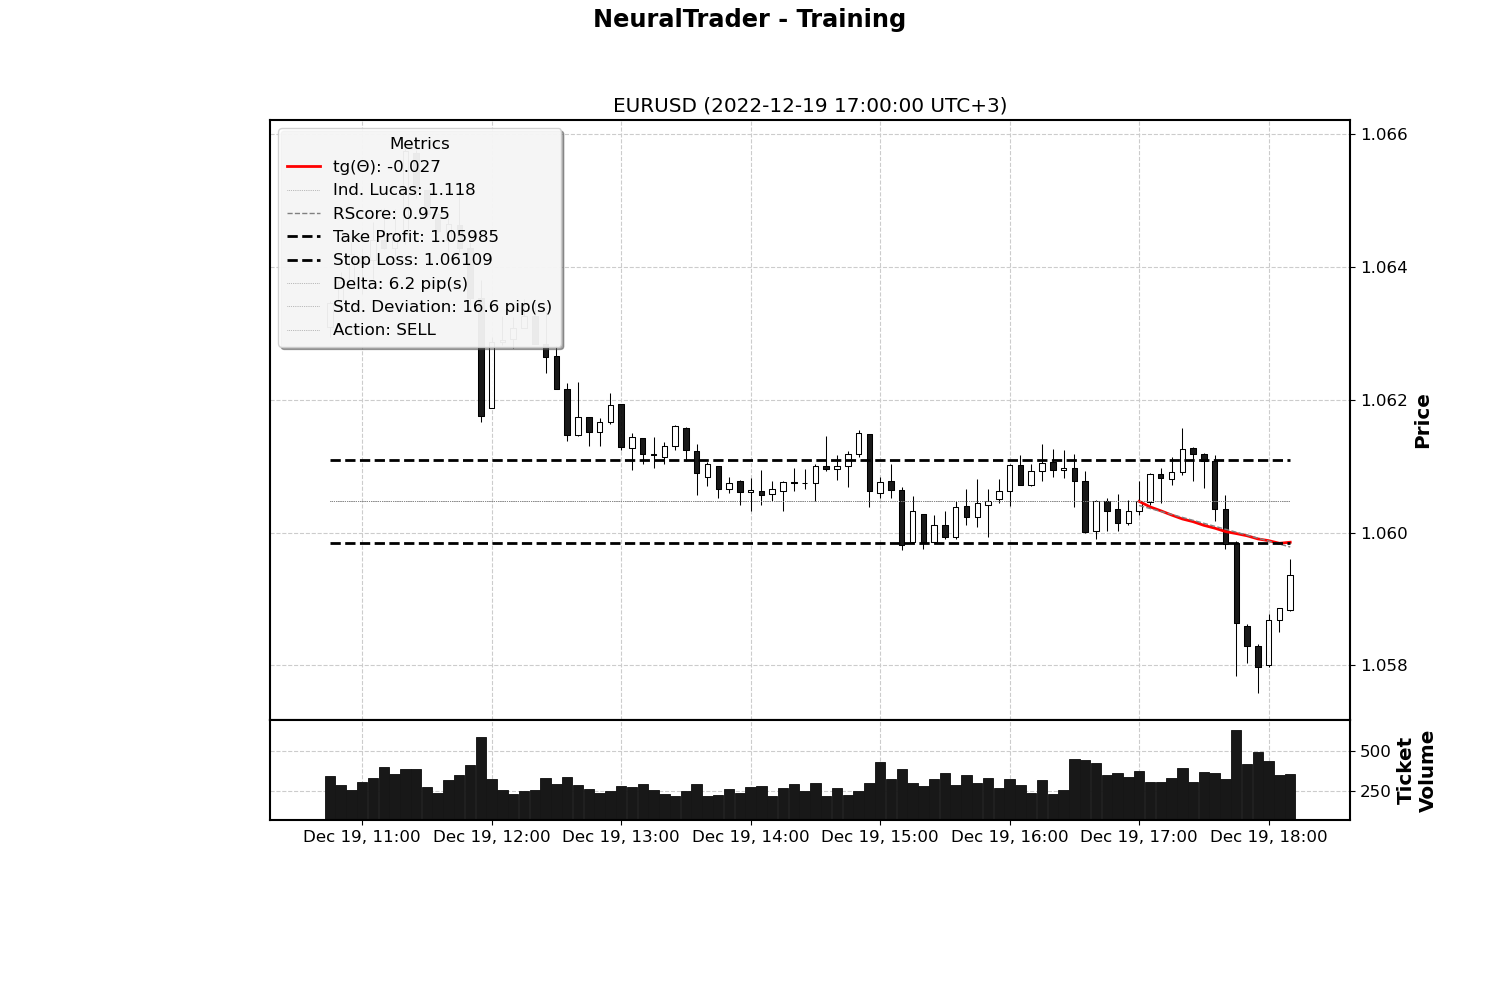 NeuralTrader - Training
EURUSD (2022-12-19 17:00:00 UTC+3)
Metrics
tg(Θ): -0.027
Ind. Lucas: 1.118
RScore: 0.975
Take Profit: 1.05985
Stop Loss: 1.06109
Delta: 6.2 pip(s)
Std. Deviation: 16.6 pip(s)
Action: SELL
1.066
1.064
1.062
1.060
1.058
Price
500
250
Ticket
Volume
Dec 19, 11:00
Dec 19, 12:00
Dec 19, 13:00
Dec 19, 14:00
Dec 19, 15:00
Dec 19, 16:00
Dec 19, 17:00
Dec 19, 18:00